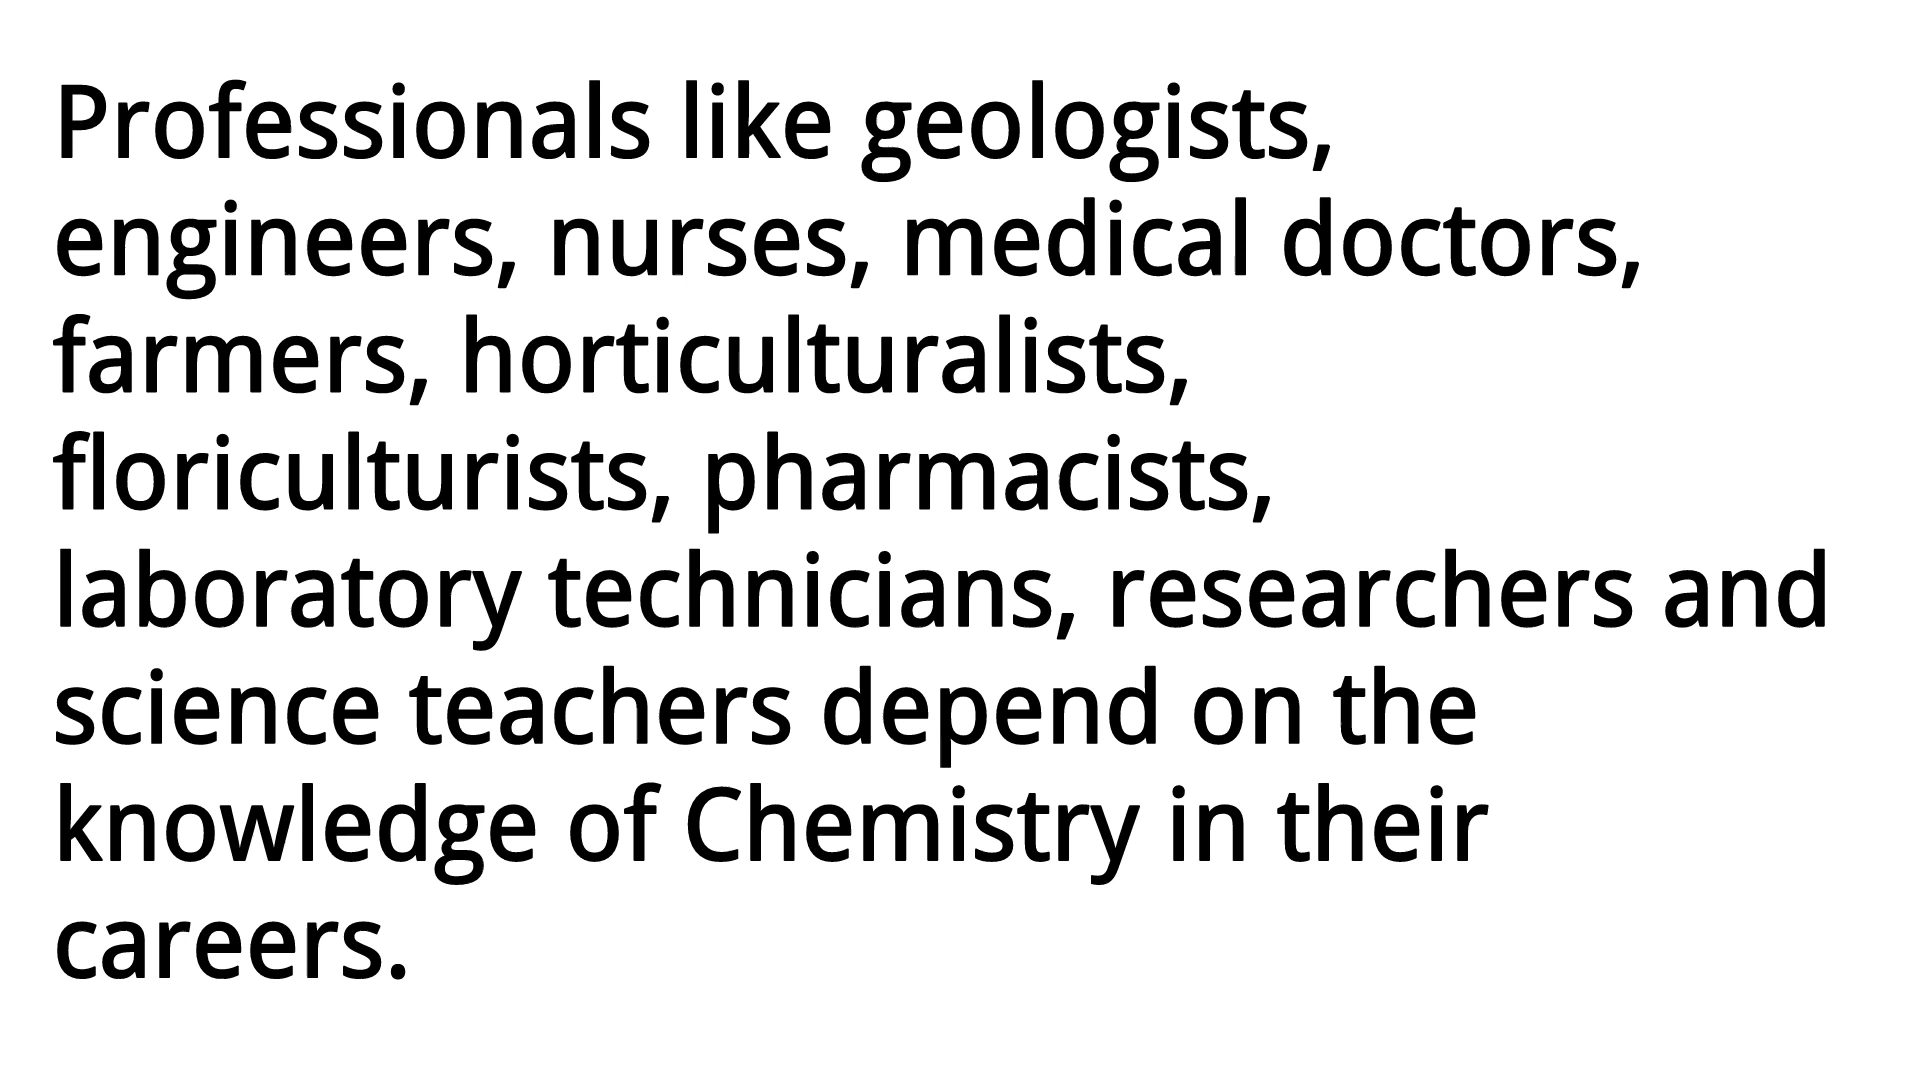 Professionals like geologists,
engineers, nurses, medical doctors,
farmers, horticulturalists,
floriculturists, pharmacists,
laboratory technicians, researchers and
science teachers depend on the
knowledge of Chemistry in their
careers.